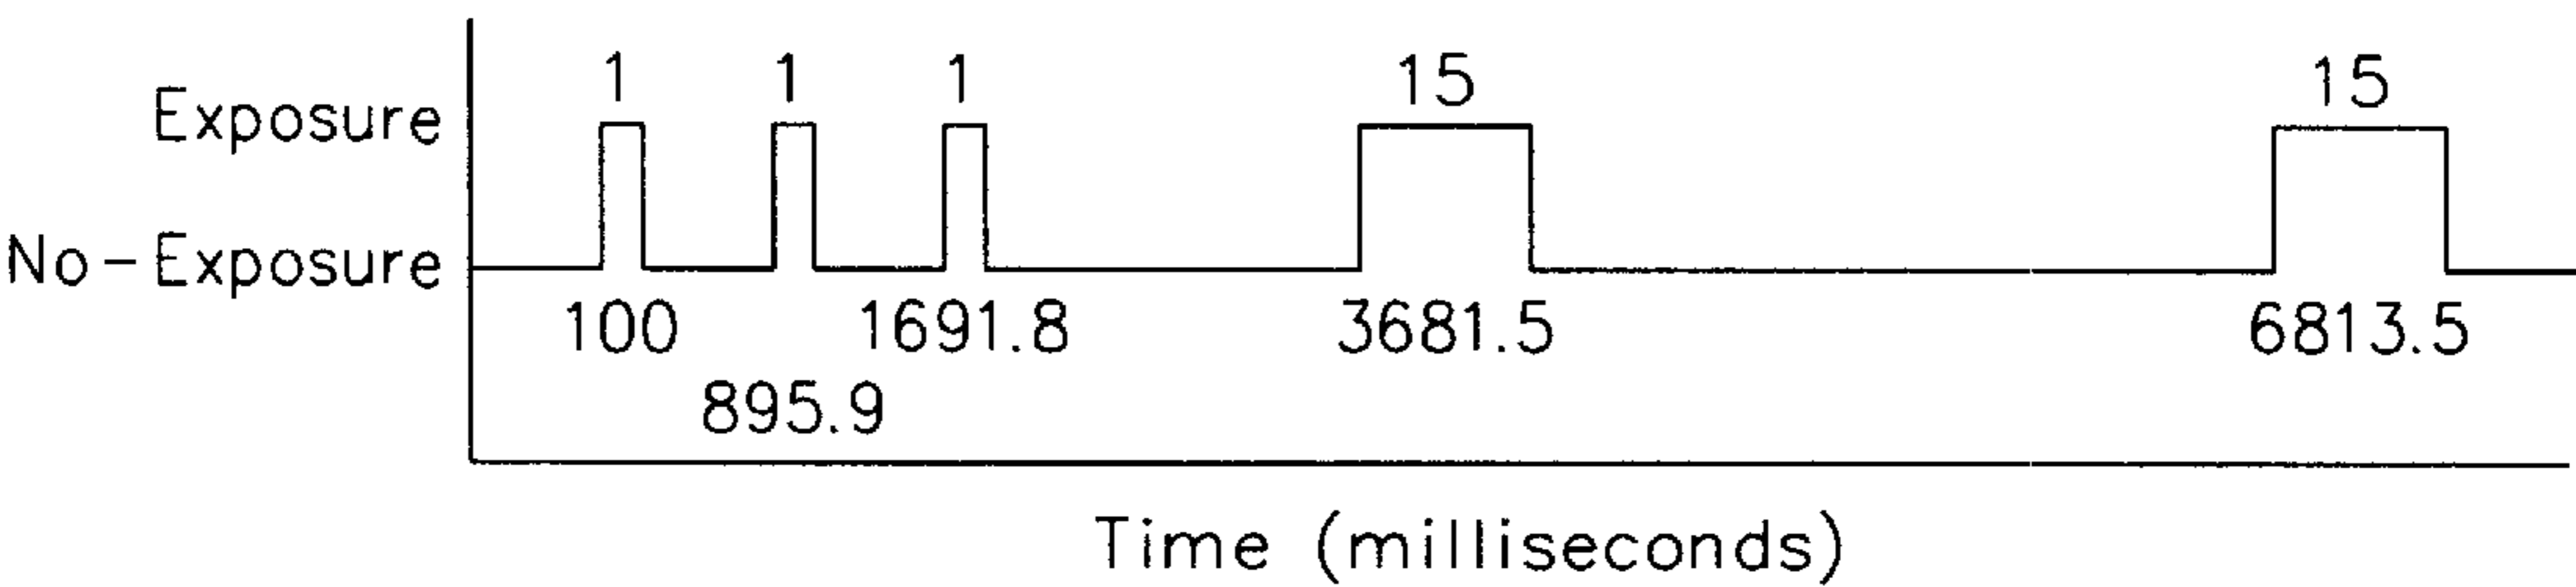 1 1 1 15 15
Exposure
No-Exposure
100 1691.8 3681.5 6813.5
895.9
Time (milliseconds)